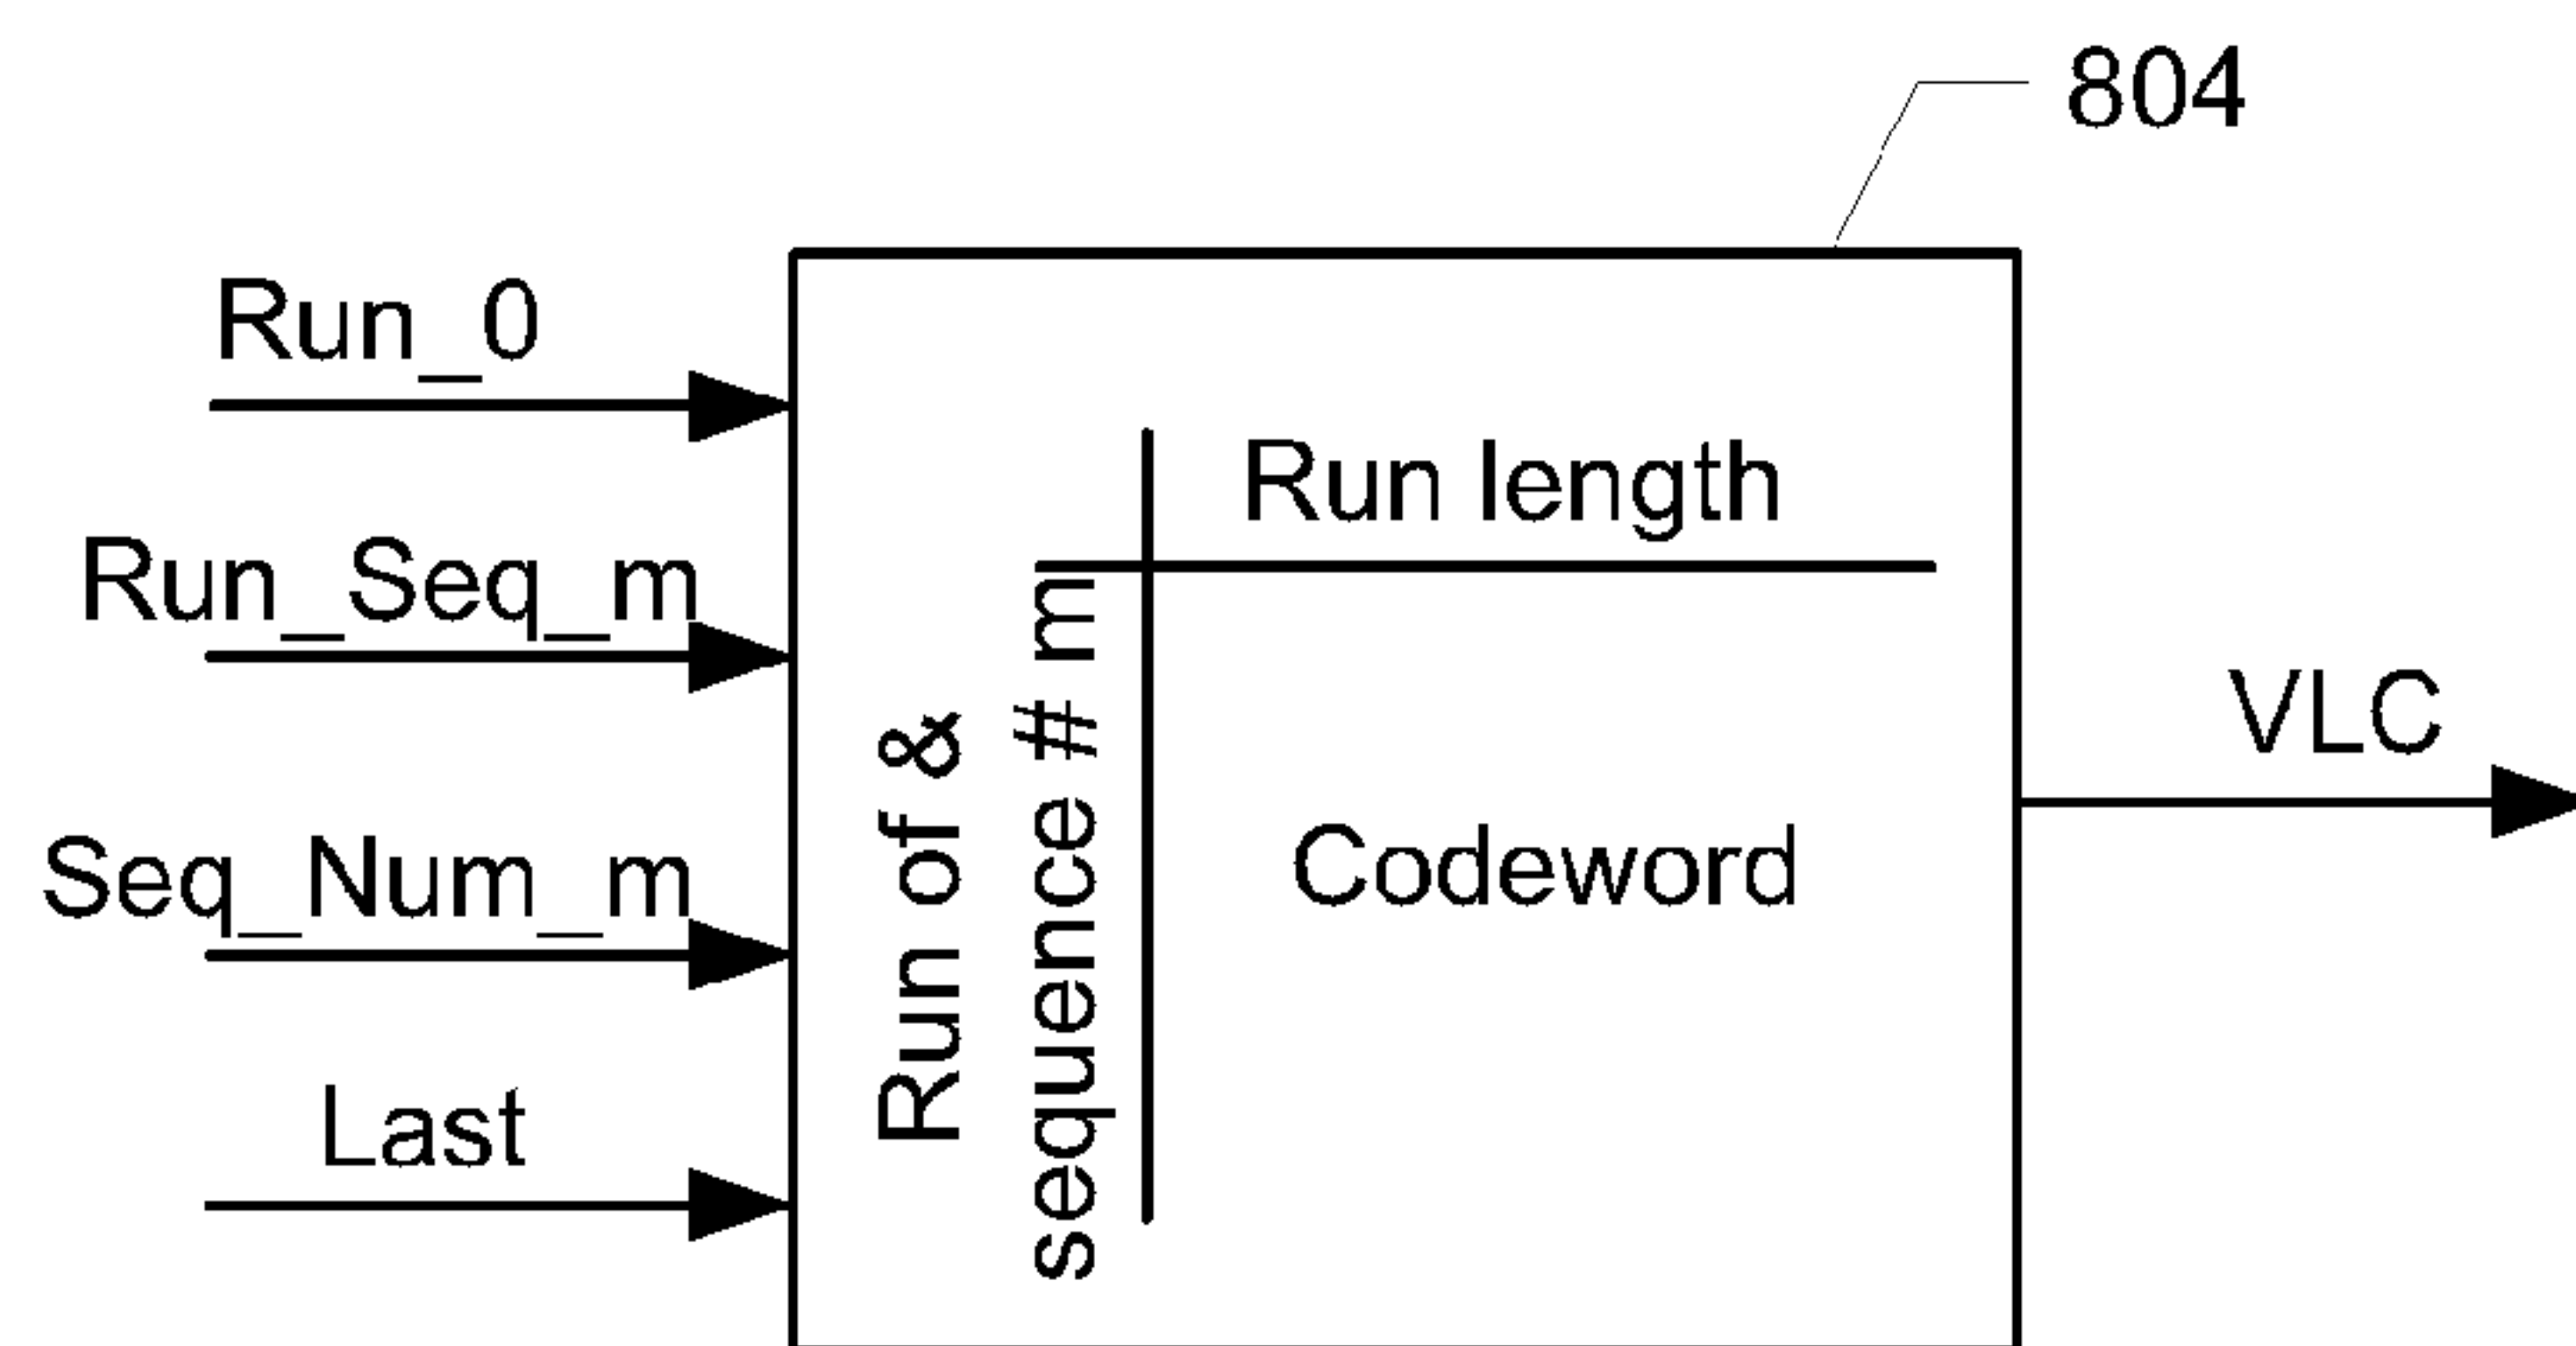 804
Run_0
Run_Seq_m
Seq_Num_m
Last
Run of &
sequence # m
Run length
Codeword
VLC